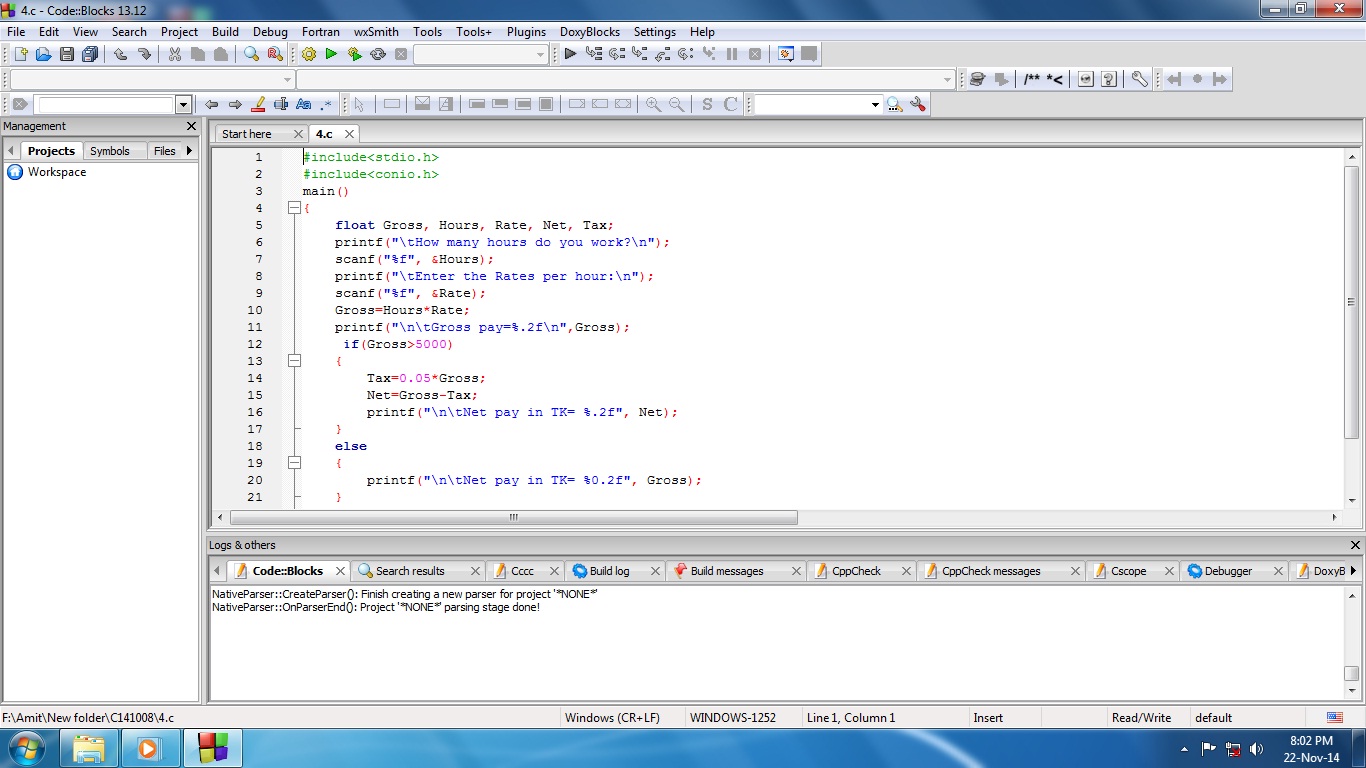 4.c - Code::Blocks 13.12
File Edit View Search Project Build Debug Fortran wxSmith Tools Tools+ Plugins DoxyBlocks Settings Help
/** *<
Aa .*
S C
Management
Projects Symbols Files
Workspace
Start here 4.c
1 #include<stdio.h>
2 #include<conio.h>
3 main()
4 {
5 float Gross, Hours, Rate, Net, Tax;
6 printf("\tHow many hours do you work?\n");
7 scanf("%f", &Hours);
8 printf("\tEnter the Rates per hour:\n");
9 scanf("%f", &Rate);
10 Gross=Hours*Rate;
11 printf("\n\tGross pay=%.2f\n",Gross);
12 if(Gross>5000)
13 {
14 Tax=0.05*Gross;
15 Net=Gross-Tax;
16 printf("\n\tNet pay in TK= %.2f", Net);
17 }
18 else
19 {
20 printf("\n\tNet pay in TK= %0.2f", Gross);
21 }
Logs & others
Code::Blocks Search results Cccc Build log Build messages CppCheck CppCheck messages Cscope Debugger DoxyB
NativeParser::CreateParser(): Finish creating a new parser for project '*NONE*'
NativeParser::OnParserEnd(): Project '*NONE*' parsing stage done!
F:\Amit\New folder\C141008\4.c Windows (CR+LF) WINDOWS-1252 Line 1, Column 1 Insert Read/Write default
8:02 PM
22-Nov-14